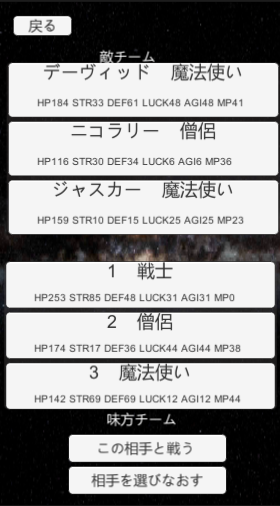 戻る
敵チーム
デーヴィッド 魔法使い
HP184 STR33 DEF61 LUCK48 AGI48 MP41
ニコラリー 僧侶
HP116 STR30 DEF34 LUCK6 AGI6 MP36
ジャスカー 魔法使い
HP159 STR10 DEF15 LUCK25 AGI25 MP23
1 戦士
HP253 STR85 DEF48 LUCK31 AGI31 MP0
2 僧侶
HP174 STR17 DEF36 LUCK44 AGI44 MP38
3 魔法使い
HP142 STR69 DEF69 LUCK12 AGI12 MP44
味方チーム
この相手と戦う
相手を選びなおす